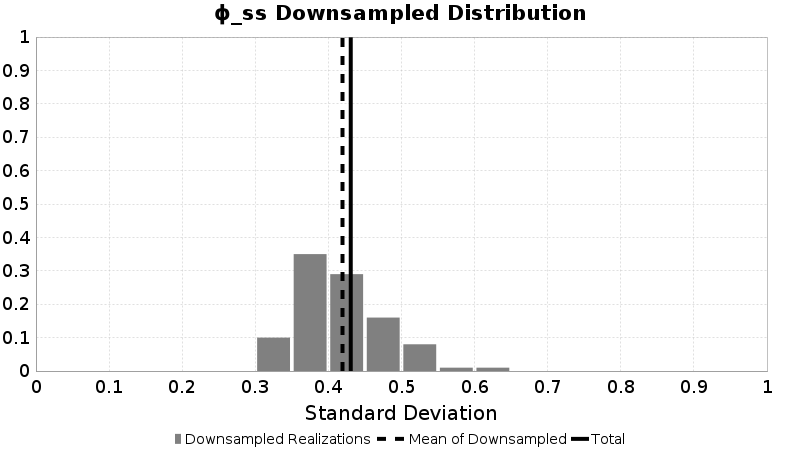 ϕ_ss Downsampled Distribution
1
0.9
0.8
0.7
0.6
0.5
0.4
0.3
0.2
0.1
0
0 0.1 0.2 0.3 0.4 0.5 0.6 0.7 0.8 0.9 1
Standard Deviation
Downsampled Realizations Mean of Downsampled Total